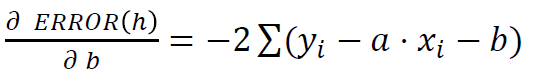 ∂ ERROR(h) / ∂ b = −2 ∑(yᵢ − a · xᵢ − b)